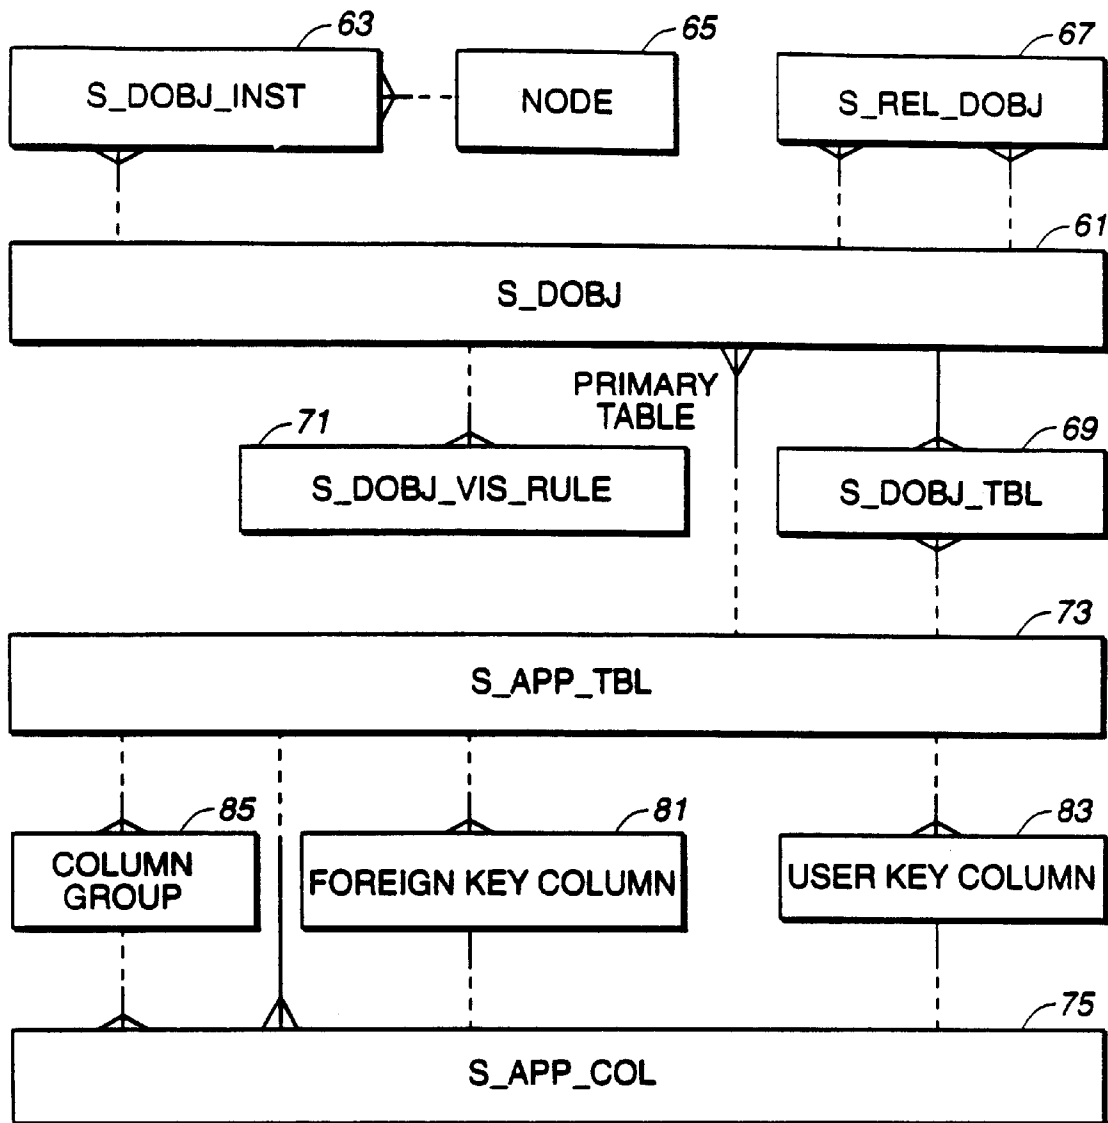 63
65
67
S_DOBJ_INST
NODE
S_REL_DOBJ
61
S_DOBJ
PRIMARY
TABLE
71
69
S_DOBJ_VIS_RULE
S_DOBJ_TBL
73
S_APP_TBL
85
81
83
COLUMN
GROUP
FOREIGN KEY COLUMN
USER KEY COLUMN
75
S_APP_COL